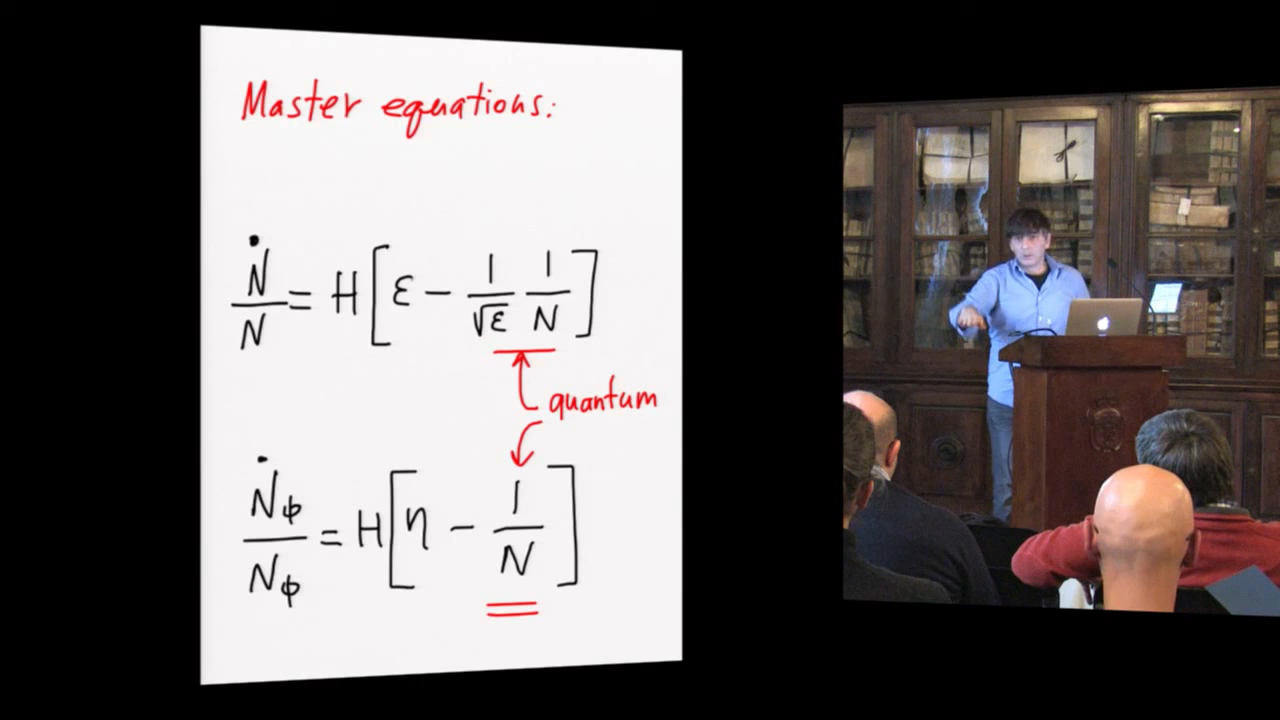 Master equations:
Ṅ/N = H[ε − 1/√ε 1/N]
quantum
Ṅ_φ/N_φ = H[η − 1/N]